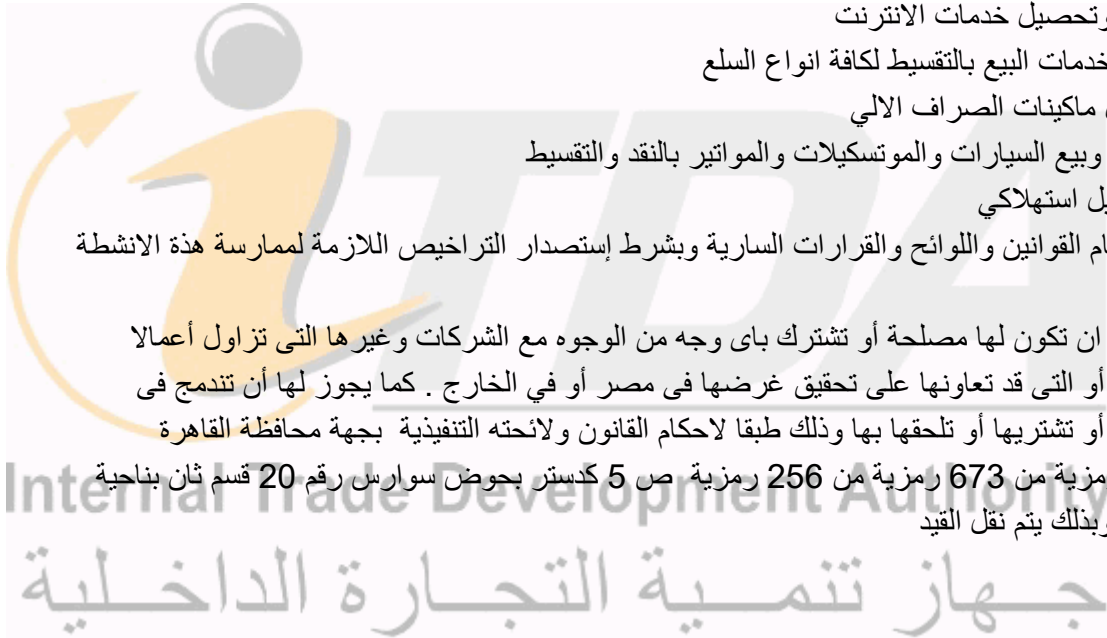 وتحصيل خدمات الانترنت
خدمات البيع بالتقسيط لكافة انواع السلع
ماكينات الصراف الالي
وبيع السيارات والموتسكيلات والمواتير بالنقد والتقسيط
استهلاكي
القوانين واللوائح والقرارات السارية وبشرط إستصدار التراخيص اللازمة لممارسة هذة الانشطة
ان تكون لها مصلحة أو تشترك باى وجه من الوجوه مع الشركات وغيرها التى تزاول أعمالا
أو التى قد تعاونها على تحقيق غرضها فى مصر أو في الخارج . كما يجوز لها أن تندمج فى
أو تشتريها أو تلحقها بها وذلك طبقا لاحكام القانون ولائحته التنفيذية بجهة محافظة القاهرة
من 673 رمزية من 256 رمزية ص 5 كدستر بحوض سوارس رقم 20 قسم ثان بناحية
وبذلك يتم نقل القيد
iTDA
Internal Trade Development Authority
جهاز تنمية التجارة الداخلية